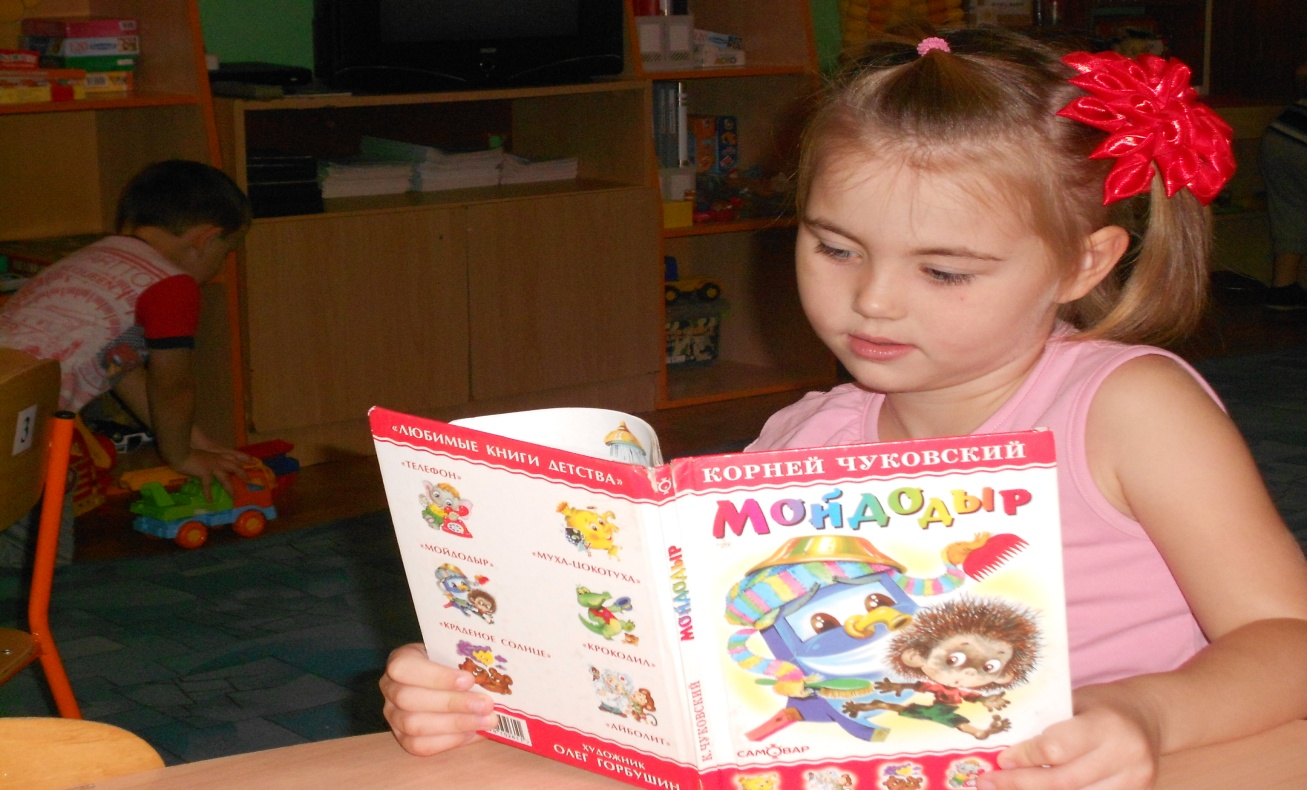 «ЛЮБИМЫЕ КНИГИ ДЕТСТВА»
«ТЕЛЕФОН»
«МУХА-ЦОКОТУХА»
«МОЙДОДЫР»
«КРОКОДИЛ»
«КРАДЕНОЕ СОЛНЦЕ»
«АЙБОЛИТ»
ХУДОЖНИК
ОЛЕГ ГОРБУШИН
МОЙДОДЫР
К. ЧУКОВСКИЙ
КОРНЕЙ ЧУКОВСКИЙ
МОЙДОДЫР
САМОВАР
3